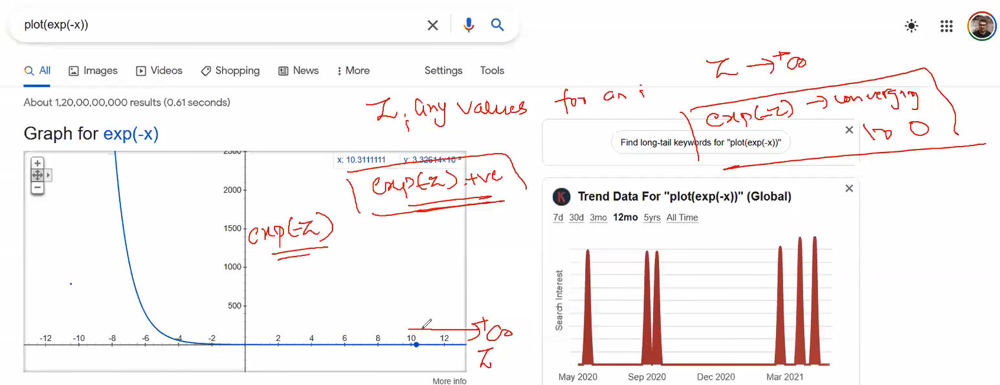 plot(exp(-x))
All Images Videos Shopping News More Settings Tools
About 1,20,00,00,000 results (0.61 seconds)
Z; any values for an i
Z → +∞
exp(-z) → converging
to 0
Graph for exp(-x)
x: 10.3111111 y: 3.32614×10⁻⁵
exp(-z) +ve
exp(-z)
2500
2000
1500
1000
500
-12 -10 -8 -6 -4 -2 2 4 6 8 10 12
+∞
Z
More info
Find long-tail keywords for "plot(exp(-x))"
K
Trend Data For "plot(exp(-x))" (Global)
7d 30d 3mo 12mo 5yrs All Time
Search Interest
May 2020 Sep 2020 Dec 2020 Mar 2021